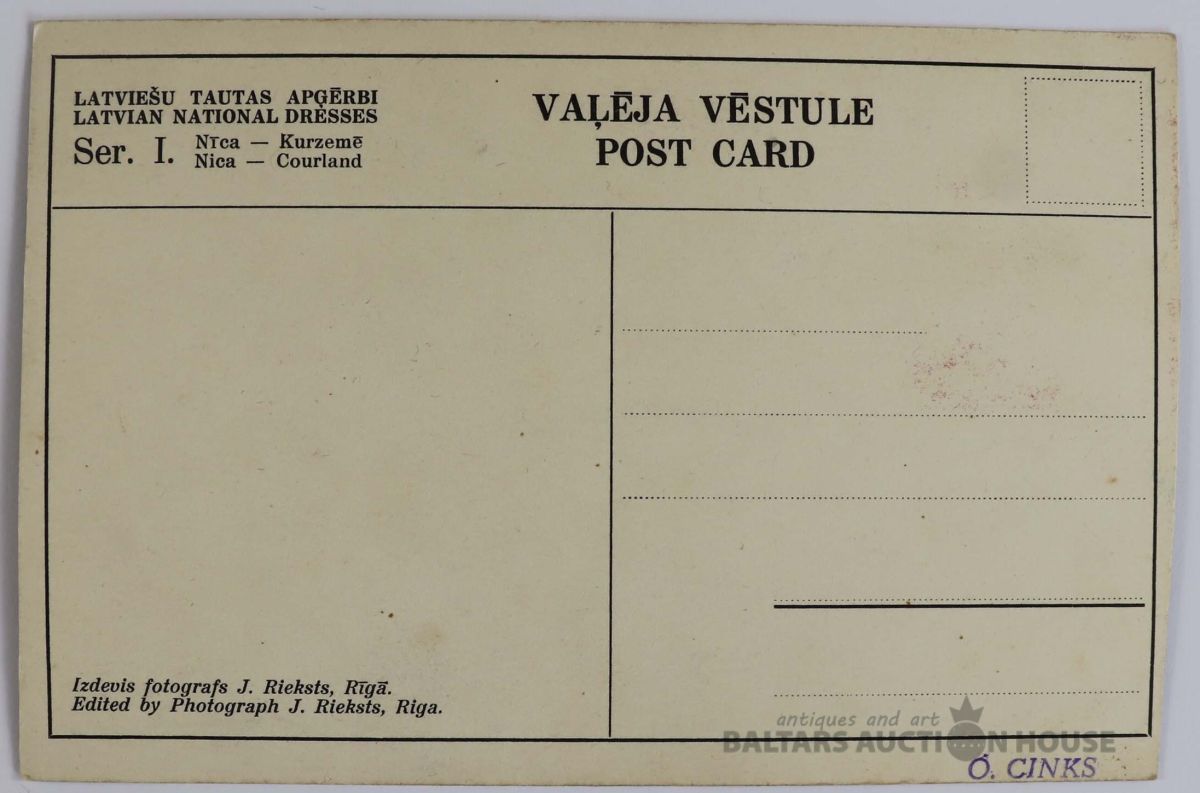 LATVIEŠU TAUTAS APĢĒRBI
LATVIAN NATIONAL DRESSES
Ser. I.
Nīca — Kurzemē
Nica — Courland
VAĻĒJA VĒSTULE
POST CARD
Izdevis fotografs J. Rieksts, Rīgā.
Edited by Photograph J. Rieksts, Riga.
antiques and art
BALTARS AUCTION HOUSE
O. CINKS